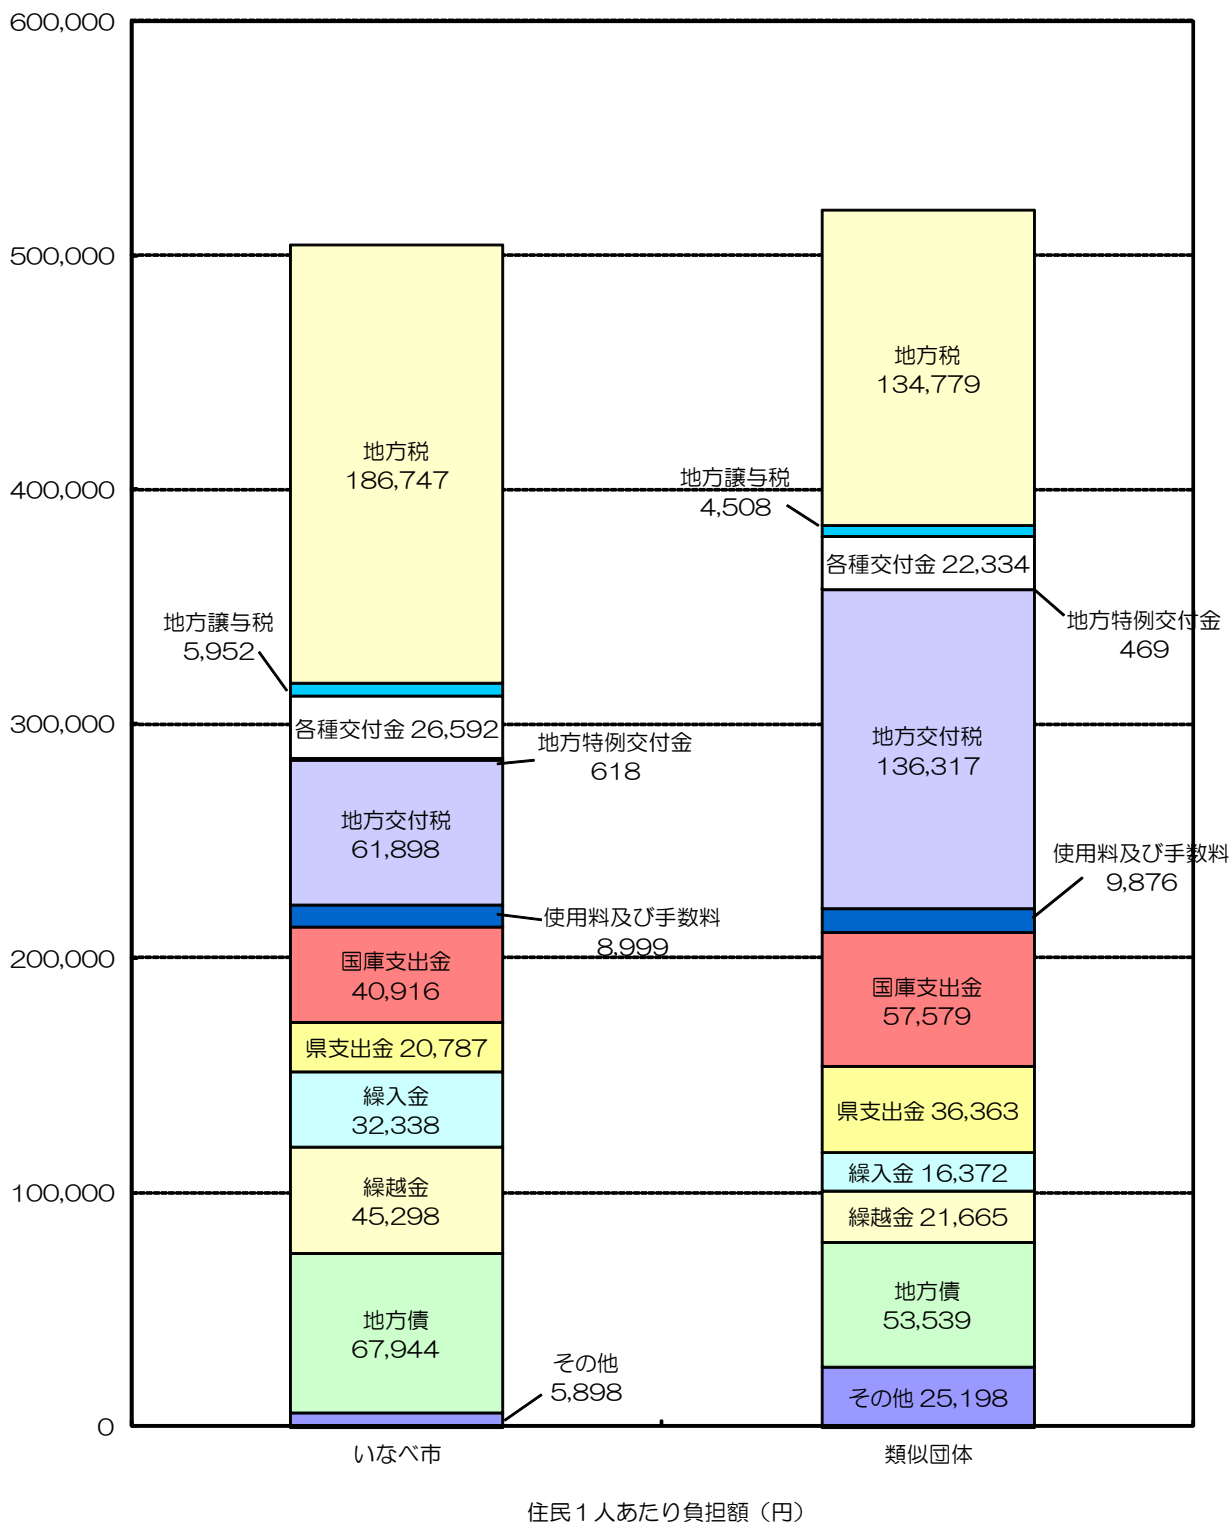 600,000
500,000
400,000
300,000
200,000
100,000
0
地方税
186,747
地方譲与税
5,952
各種交付金 26,592
地方特例交付金
618
地方交付税
61,898
使用料及び手数料
8,999
国庫支出金
40,916
県支出金 20,787
繰入金
32,338
繰越金
45,298
地方債
67,944
その他
5,898
地方税
134,779
地方譲与税
4,508
各種交付金 22,334
地方特例交付金
469
地方交付税
136,317
使用料及び手数料
9,876
国庫支出金
57,579
県支出金 36,363
繰入金 16,372
繰越金 21,665
地方債
53,539
その他 25,198
いなべ市
類似団体
住民１人あたり負担額（円）